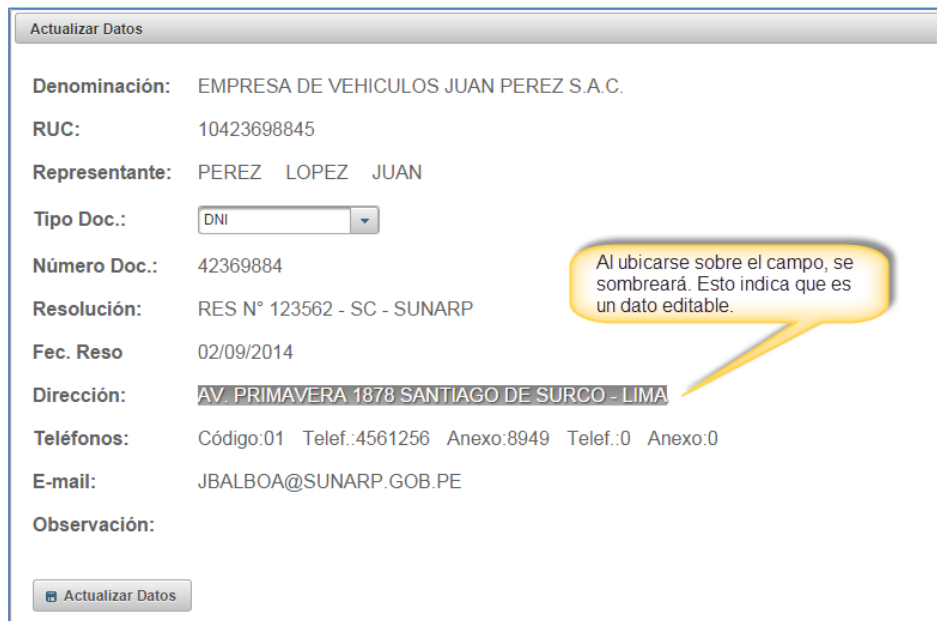 Actualizar Datos
Denominación: EMPRESA DE VEHICULOS JUAN PEREZ S.A.C.
RUC: 10423698845
Representante: PEREZ LOPEZ JUAN
Tipo Doc.: DNI
Número Doc.: 42369884
Al ubicarse sobre el campo, se
sombreará. Esto indica que es
un dato editable.
Resolución: RES N° 123562 - SC - SUNARP
Fec. Reso 02/09/2014
Dirección: AV. PRIMAVERA 1878 SANTIAGO DE SURCO - LIMA
Teléfonos: Código:01 Telef.:4561256 Anexo:8949 Telef.:0 Anexo:0
E-mail: JBALBOA@SUNARP.GOB.PE
Observación:
Actualizar Datos